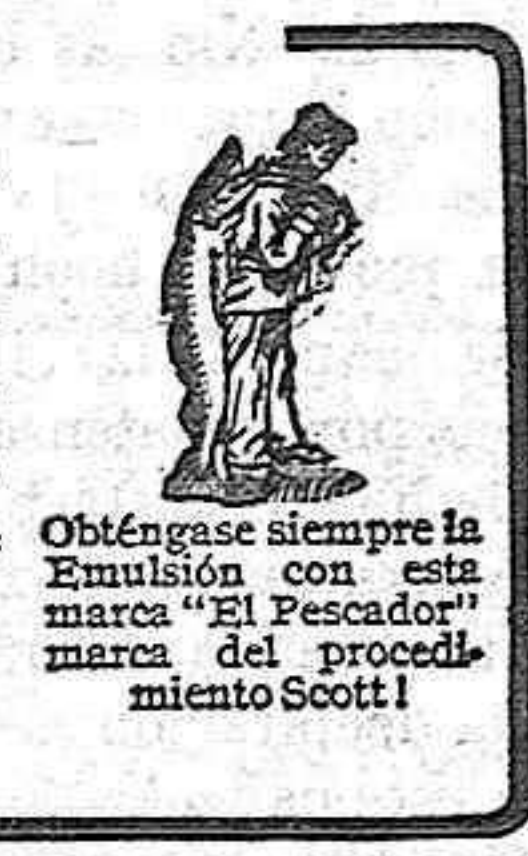 Obténgase siempre la
Emulsión con esta
marca “El Pescador”
marca del procedi-
miento Scott!